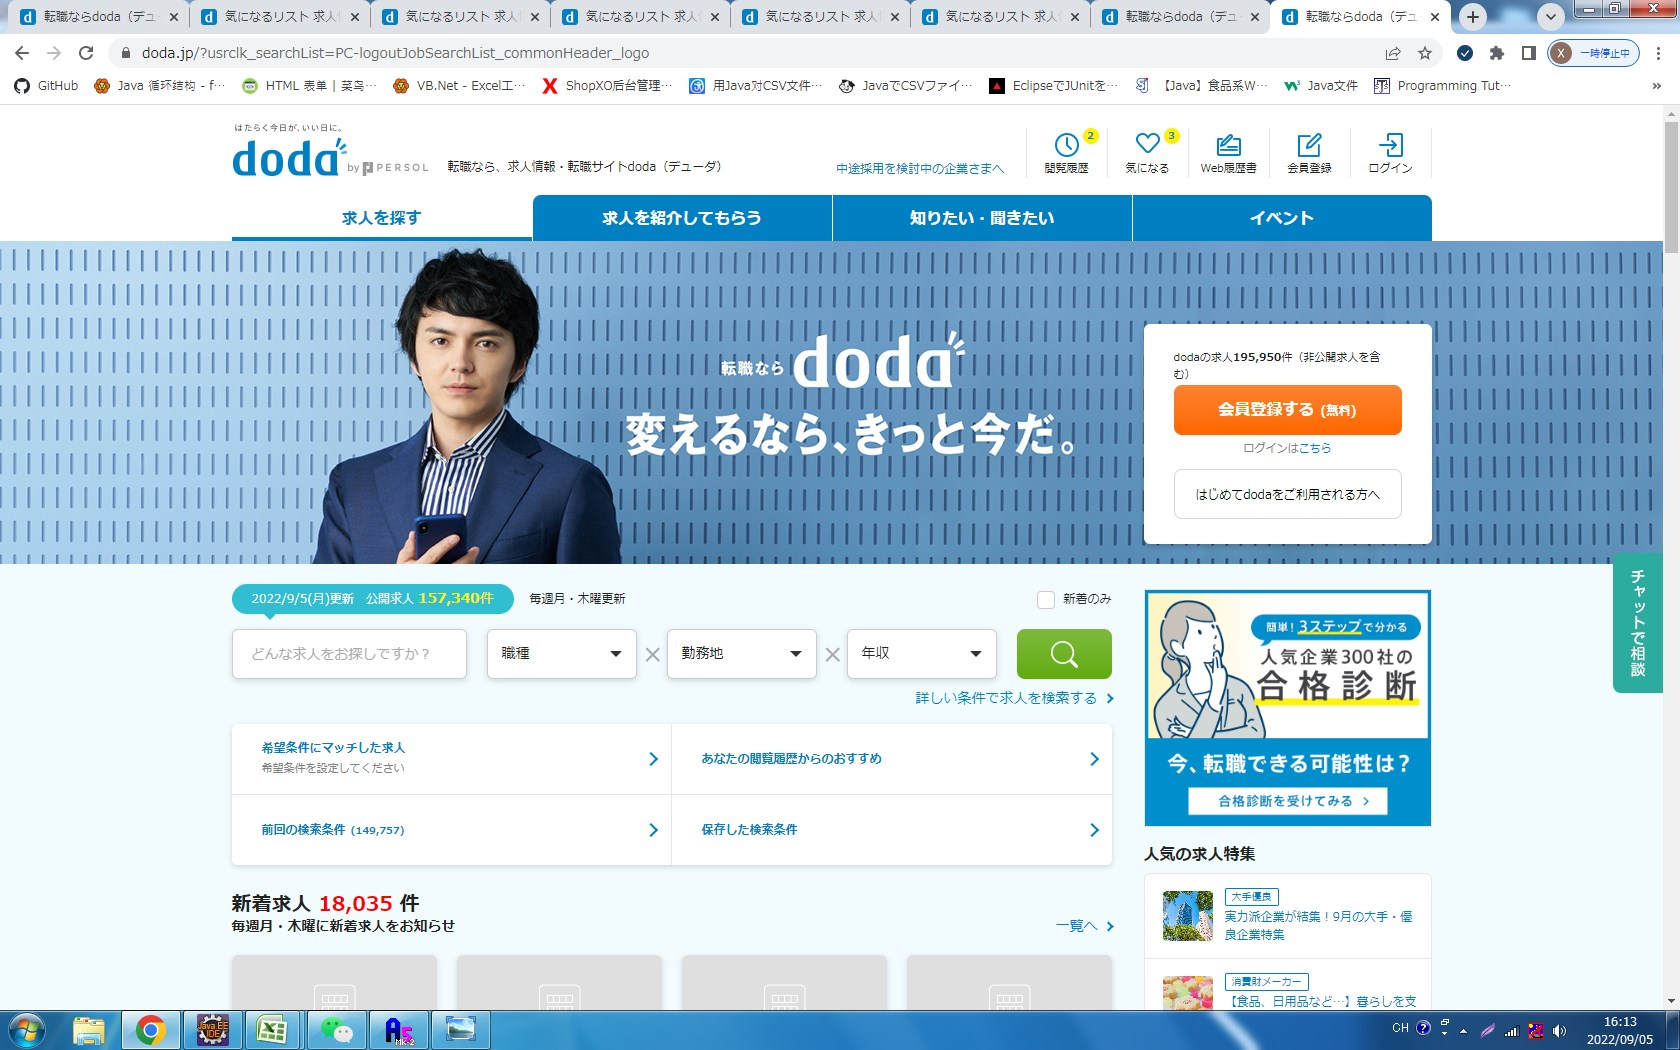 転職ならdoda（デュー
気になるリスト 求人
気になるリスト 求人
気になるリスト 求人
気になるリスト 求人
気になるリスト 求人
転職ならdoda（デュ
転職ならdoda（デュ
doda.jp/?usrclk_searchList=PC-logoutJobSearchList_commonHeader_logo
X 一時停止中
GitHub
Java 循环结构 - f…
HTML 表单 | 菜鸟…
VB.Net - Excel工…
ShopXO后台管理…
用Java对CSV文件…
JavaでCSVファイ…
EclipseでJUnitを…
【Java】食品系W…
Java文件
Programming Tut…
»
はたらく今日が、いい日に。
doda by PERSOL
転職なら、求人情報・転職サイトdoda（デューダ）
中途採用を検討中の企業さまへ
2
閲覧履歴
3
気になる
Web履歴書
会員登録
ログイン
求人を探す
求人を紹介してもらう
知りたい・聞きたい
イベント
転職なら doda
変えるなら、きっと今だ。
dodaの求人195,950件（非公開求人を含
む）
会員登録する (無料)
ログインはこちら
はじめてdodaをご利用される方へ
チャットで相談
2022/9/5(月)更新 公開求人 157,340件
毎週月・木曜更新
新着のみ
どんな求人をお探しですか？
職種
勤務地
年収
詳しい条件で求人を検索する
希望条件にマッチした求人
希望条件を設定してください
あなたの閲覧履歴からのおすすめ
前回の検索条件 (149,757)
保存した検索条件
簡単！3ステップで分かる
人気企業300社の
合格診断
今、転職できる可能性は？
合格診断を受けてみる
人気の求人特集
大手優良
実力派企業が結集！9月の大手・優
良企業特集
消費財メーカー
【食品、日用品など…】暮らしを支
新着求人 18,035 件
毎週月・木曜に新着求人をお知らせ
一覧へ
Java EE
IDE
A5
Mk-2
CH
16:13
2022/09/05